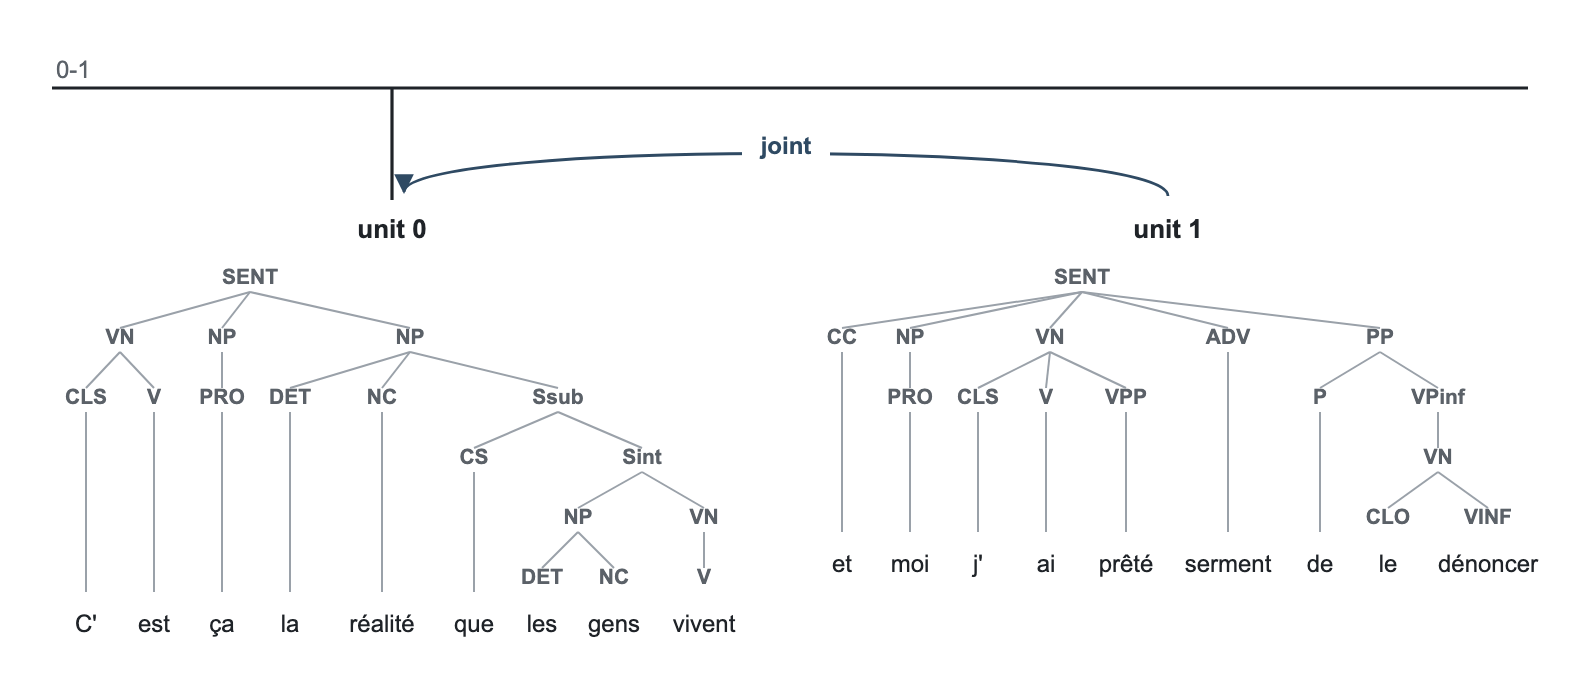 0-1
joint
unit 0 unit 1
SENT SENT
VN NP NP CC NP VN ADV PP
CLS V PRO DET NC Ssub PRO CLS V VPP P VPinf
CS Sint VN
NP VN CLO VINF
et moi j' ai prêté serment de le dénoncer
DET NC V
C' est ça la réalité que les gens vivent